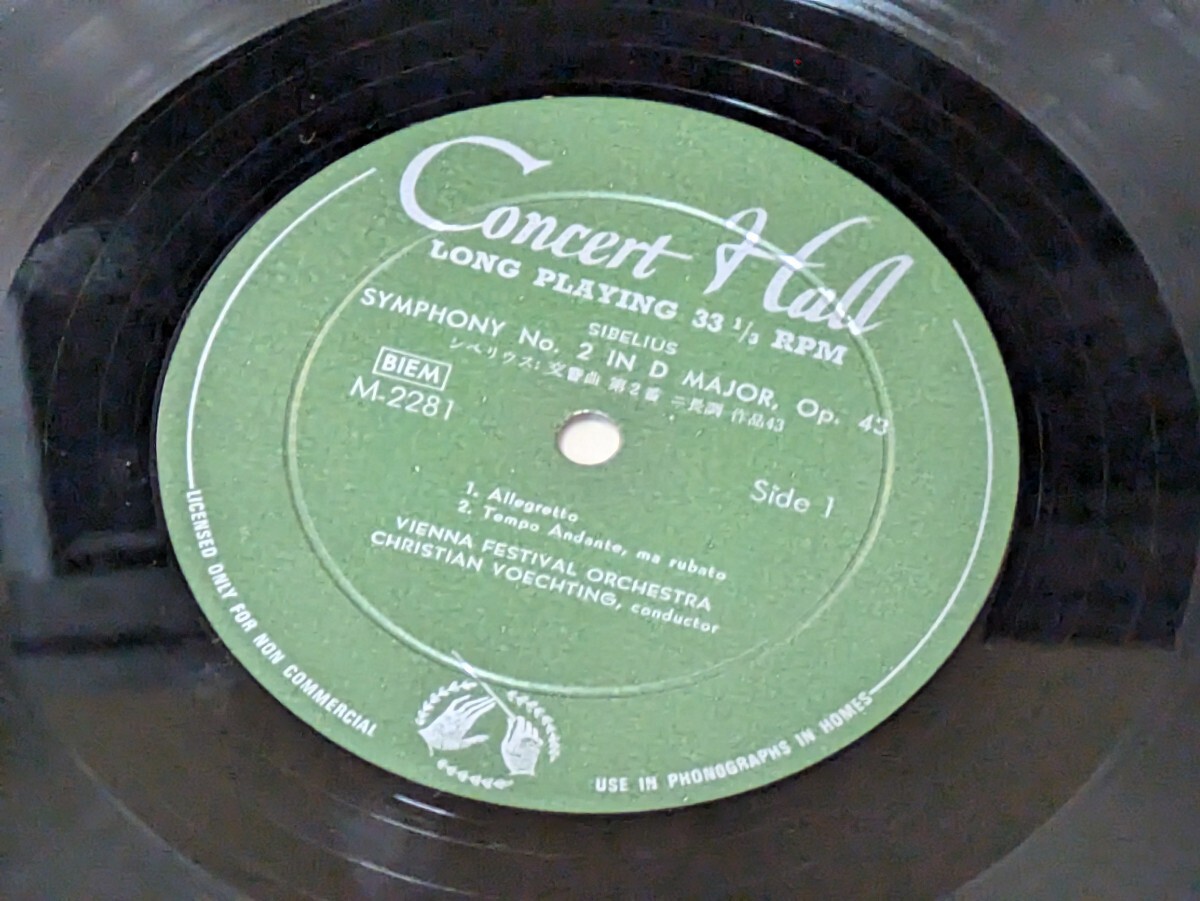 Concert Hall
LONG PLAYING 33 1/3 RPM
SIBELIUS
SYMPHONY No. 2 IN D MAJOR, Op. 43
シベリウス: 交響曲 第2番 ニ長調 作品43
BIEM
M-2281
Side 1
1. Allegretto
2. Tempo Andante, ma rubato
VIENNA FESTIVAL ORCHESTRA
CHRISTIAN VOECHTING, conductor
LICENSED ONLY FOR NON COMMERCIAL
USE IN PHONOGRAPHS IN HOMES